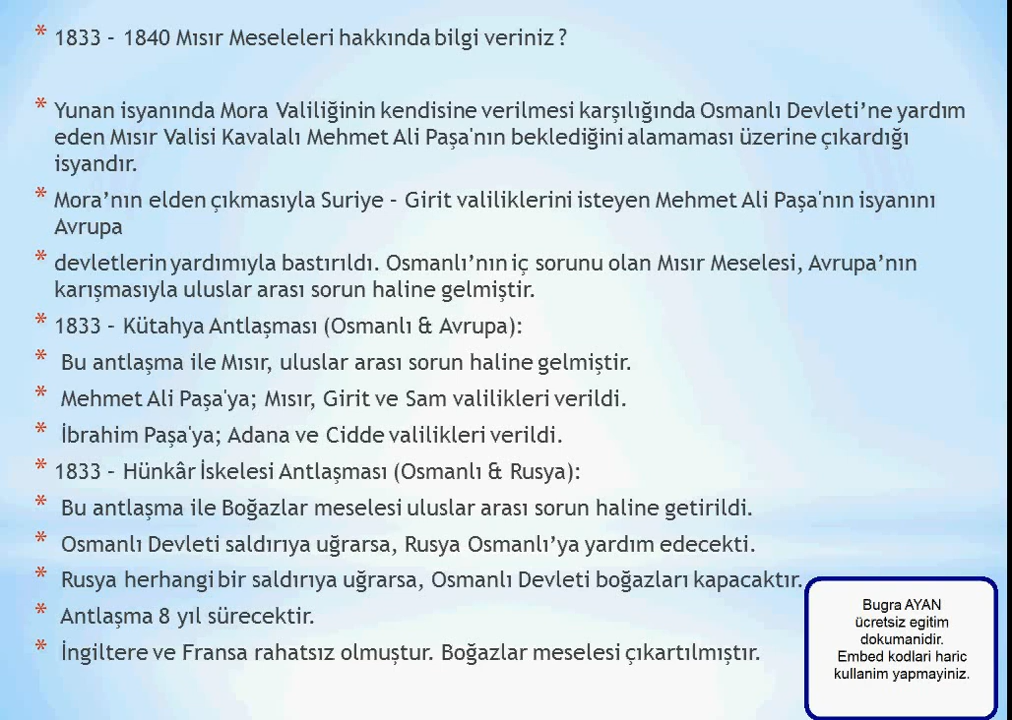 * 1833 - 1840 Mısır Meseleleri hakkında bilgi veriniz ?
* Yunan isyanında Mora Valiliğinin kendisine verilmesi karşılığında Osmanlı Devleti’ne yardım
eden Mısır Valisi Kavalalı Mehmet Ali Paşa'nın beklediğini alamaması üzerine çıkardığı
isyandır.
* Mora’nın elden çıkmasıyla Suriye - Girit valiliklerini isteyen Mehmet Ali Paşa'nın isyanını
Avrupa
* devletlerin yardımıyla bastırıldı. Osmanlı’nın iç sorunu olan Mısır Meselesi, Avrupa’nın
karışmasıyla uluslar arası sorun haline gelmiştir.
* 1833 - Kütahya Antlaşması (Osmanlı & Avrupa):
* Bu antlaşma ile Mısır, uluslar arası sorun haline gelmiştir.
* Mehmet Ali Paşa'ya; Mısır, Girit ve Sam valilikleri verildi.
* İbrahim Paşa'ya; Adana ve Cidde valilikleri verildi.
* 1833 - Hünkâr İskelesi Antlaşması (Osmanlı & Rusya):
* Bu antlaşma ile Boğazlar meselesi uluslar arası sorun haline getirildi.
* Osmanlı Devleti saldırıya uğrarsa, Rusya Osmanlı’ya yardım edecekti.
* Rusya herhangi bir saldırıya uğrarsa, Osmanlı Devleti boğazları kapacaktır.
* Antlaşma 8 yıl sürecektir.
* İngiltere ve Fransa rahatsız olmuştur. Boğazlar meselesi çıkartılmıştır.
Bugra AYAN
ücretsiz egitim
dokumanidir.
Embed kodlari haric
kullanim yapmayiniz.